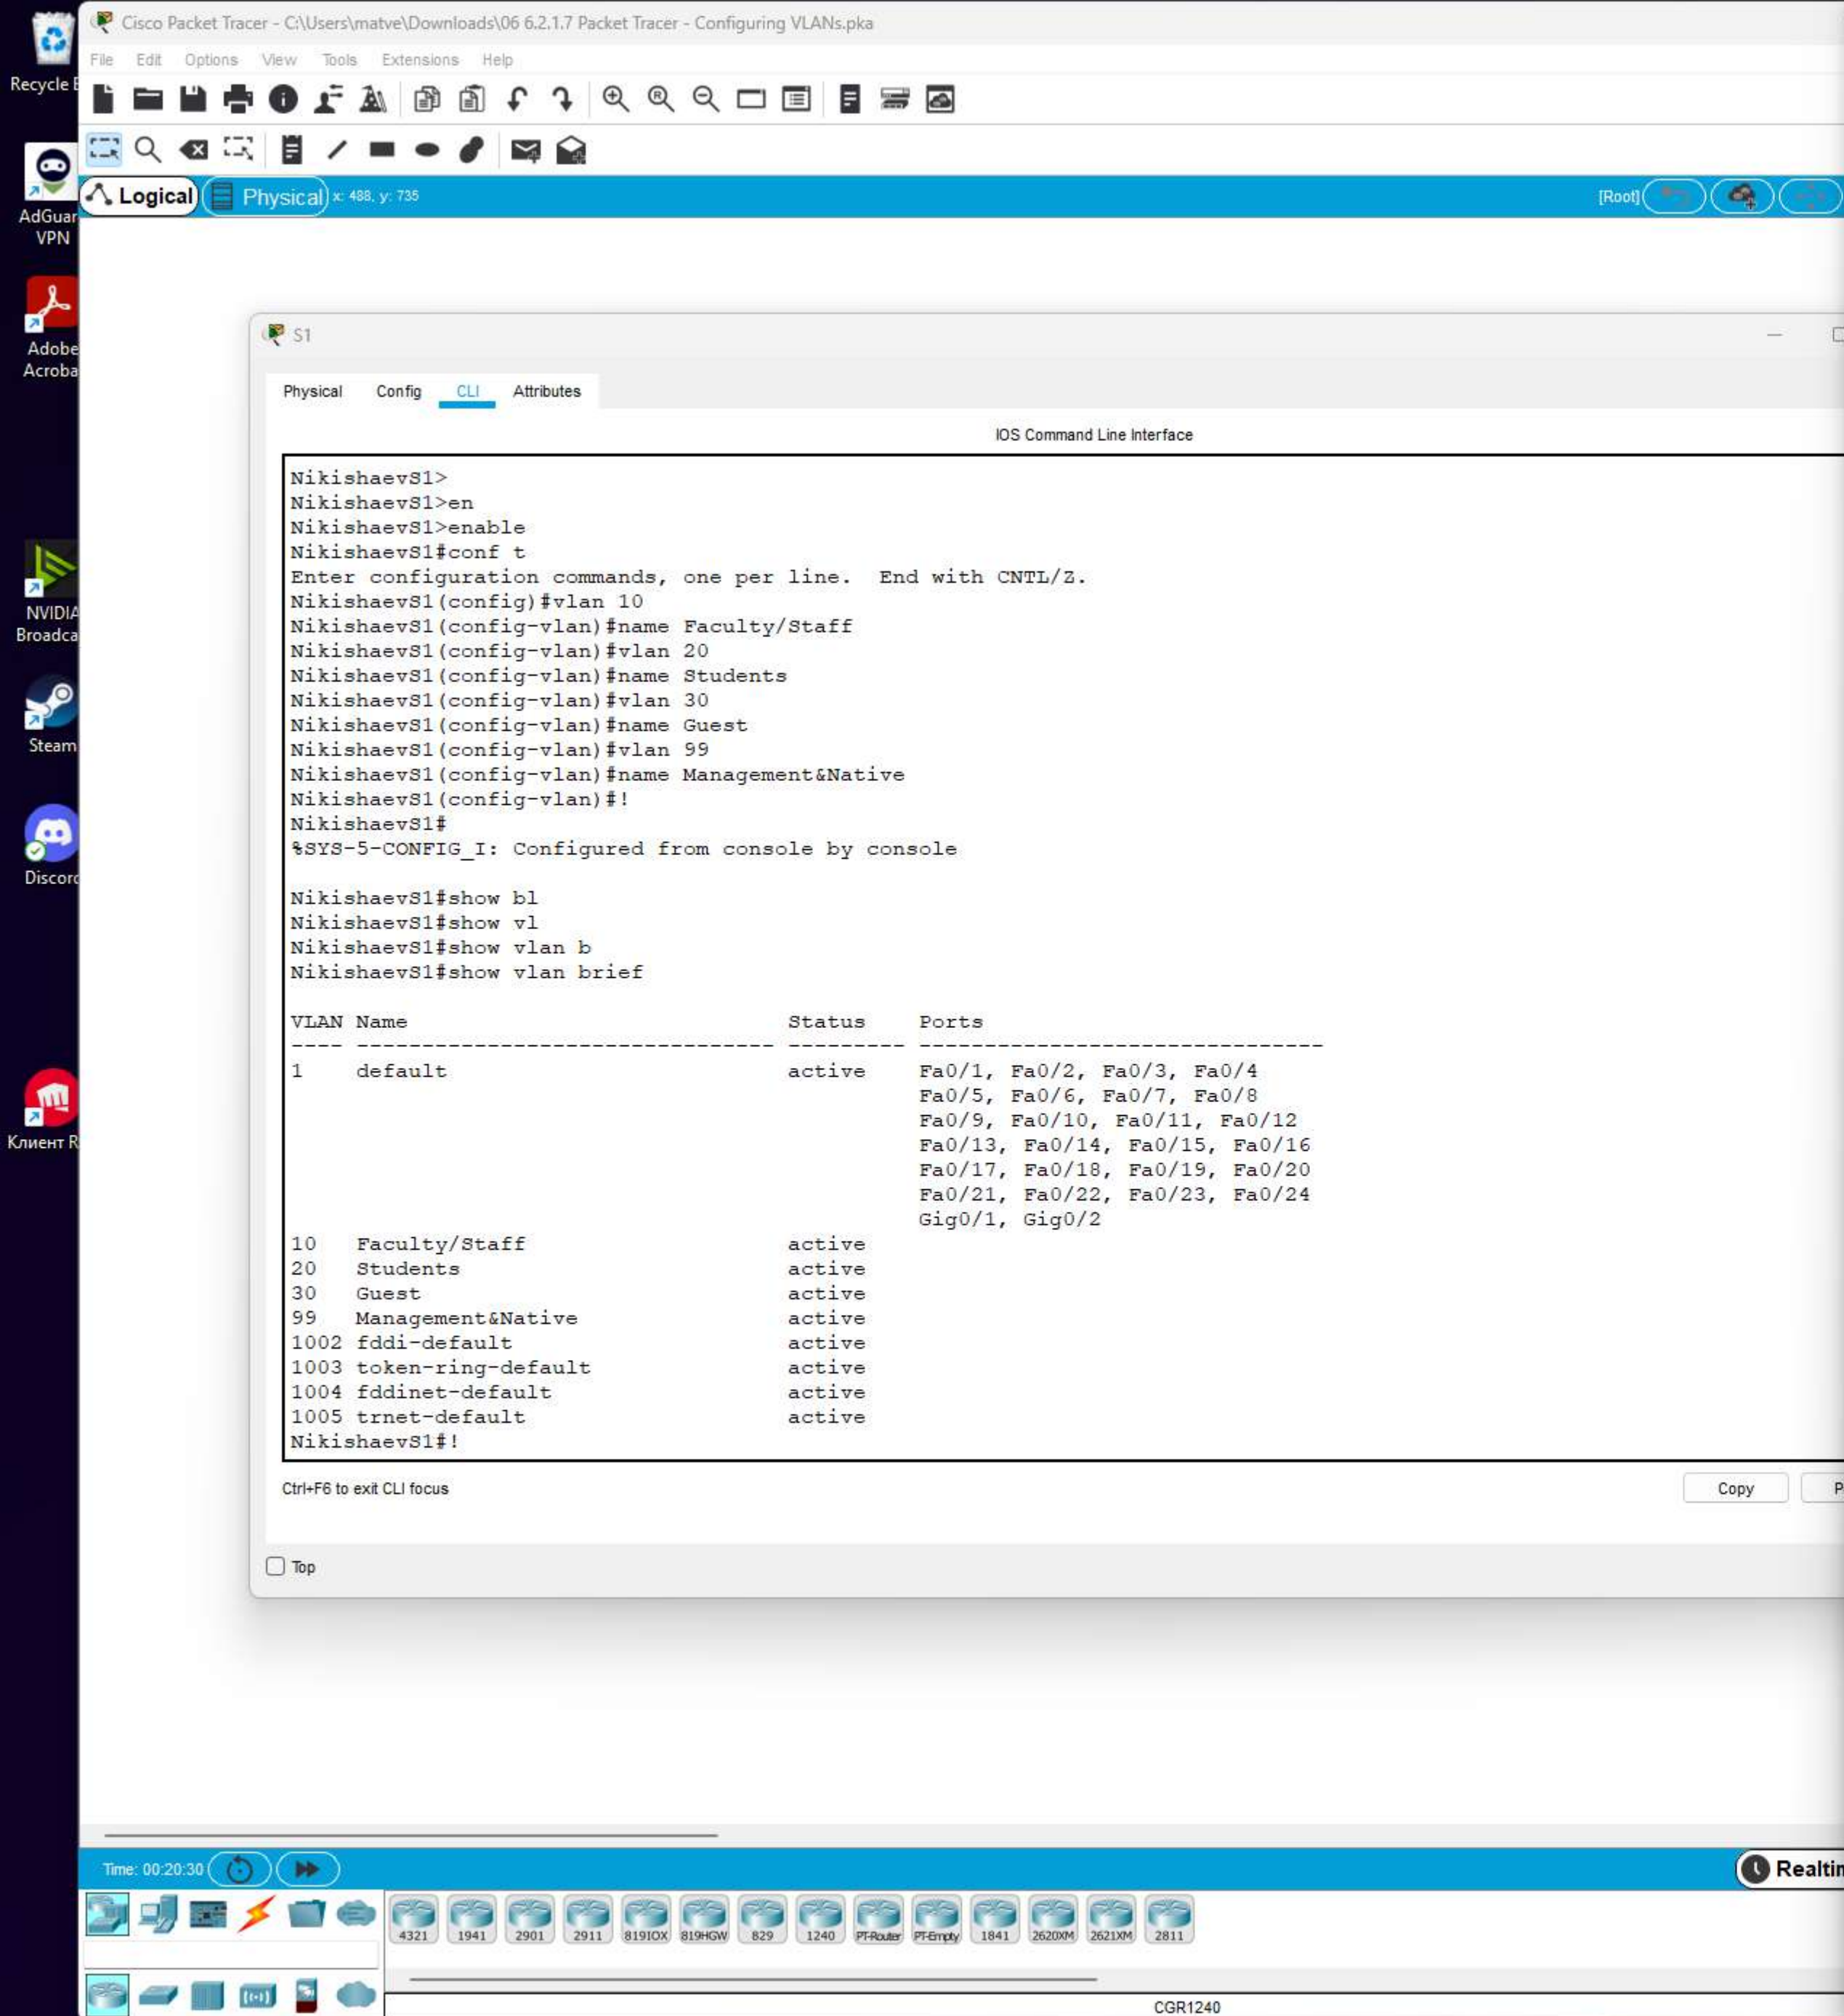 Cisco Packet Tracer - C:\Users\matve\Downloads\06 6.2.1.7 Packet Tracer - Configuring VLANs.pka
File Edit Options View Tools Extensions Help
Recycle
AdGuar
VPN
Adobe
Acroba
NVIDIA
Broadca
Steam
Discord
Клиент R
Logical Physical x: 488, y: 735 [Root]
S1
Physical Config CLI Attributes
IOS Command Line Interface
NikishaevS1>
NikishaevS1>en
NikishaevS1>enable
NikishaevS1#conf t
Enter configuration commands, one per line.  End with CNTL/Z.
NikishaevS1(config)#vlan 10
NikishaevS1(config-vlan)#name Faculty/Staff
NikishaevS1(config-vlan)#vlan 20
NikishaevS1(config-vlan)#name Students
NikishaevS1(config-vlan)#vlan 30
NikishaevS1(config-vlan)#name Guest
NikishaevS1(config-vlan)#vlan 99
NikishaevS1(config-vlan)#name Management&Native
NikishaevS1(config-vlan)#!
NikishaevS1#
%SYS-5-CONFIG_I: Configured from console by console
NikishaevS1#show bl
NikishaevS1#show vl
NikishaevS1#show vlan b
NikishaevS1#show vlan brief
VLAN Name                             Status    Ports
---- -------------------------------- --------- -------------------------------
1    default                          active    Fa0/1, Fa0/2, Fa0/3, Fa0/4
Fa0/5, Fa0/6, Fa0/7, Fa0/8
Fa0/9, Fa0/10, Fa0/11, Fa0/12
Fa0/13, Fa0/14, Fa0/15, Fa0/16
Fa0/17, Fa0/18, Fa0/19, Fa0/20
Fa0/21, Fa0/22, Fa0/23, Fa0/24
Gig0/1, Gig0/2
10   Faculty/Staff                    active
20   Students                         active
30   Guest                            active
99   Management&Native                active
1002 fddi-default                     active
1003 token-ring-default               active
1004 fddinet-default                  active
1005 trnet-default                    active
NikishaevS1#!
Ctrl+F6 to exit CLI focus Copy P
Top
Time: 00:20:30 Realtim
4321 1941 2901 2911 819IOX 819HGW 829 1240 PT-Router PT-Empty 1841 2620XM 2621XM 2811
CGR1240